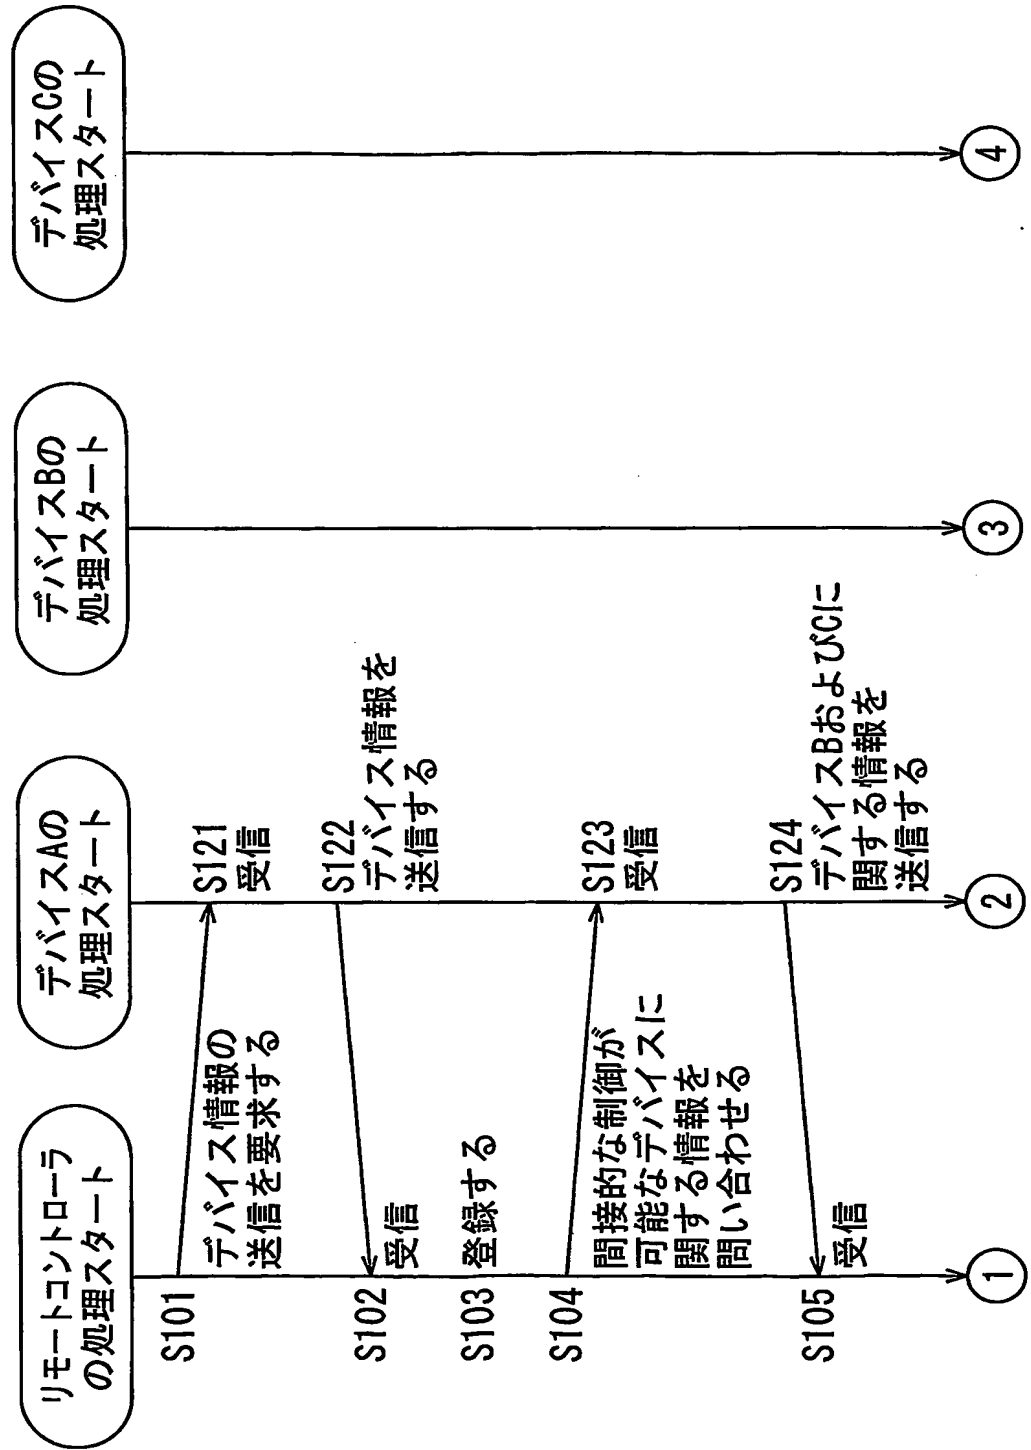 リモートコントローラ
の処理スタート
デバイスAの
処理スタート
デバイスBの
処理スタート
デバイスCの
処理スタート
S101
デバイス情報の
送信を要求する
S121
受信
S122
デバイス情報を
送信する
S102
受信
S103
登録する
S104
間接的な制御が
可能なデバイスに
関する情報を
問い合わせる
S123
受信
S124
デバイスBおよびCに
関する情報を
送信する
S105
受信
1
2
3
4